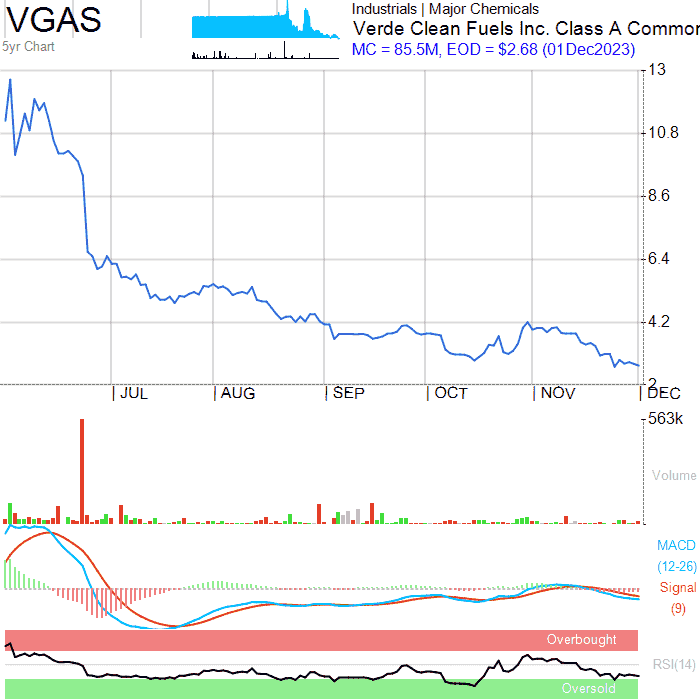 VGAS
5yr Chart
Industrials | Major Chemicals
Verde Clean Fuels Inc. Class A Common
MC = 85.5M, EOD = $2.68 (01Dec2023)
13
10.8
8.6
6.4
4.2
2
JUL AUG SEP OCT NOV DEC
563k
Volume
MACD
(12-26)
Signal
(9)
Overbought
RSI(14)
Oversold